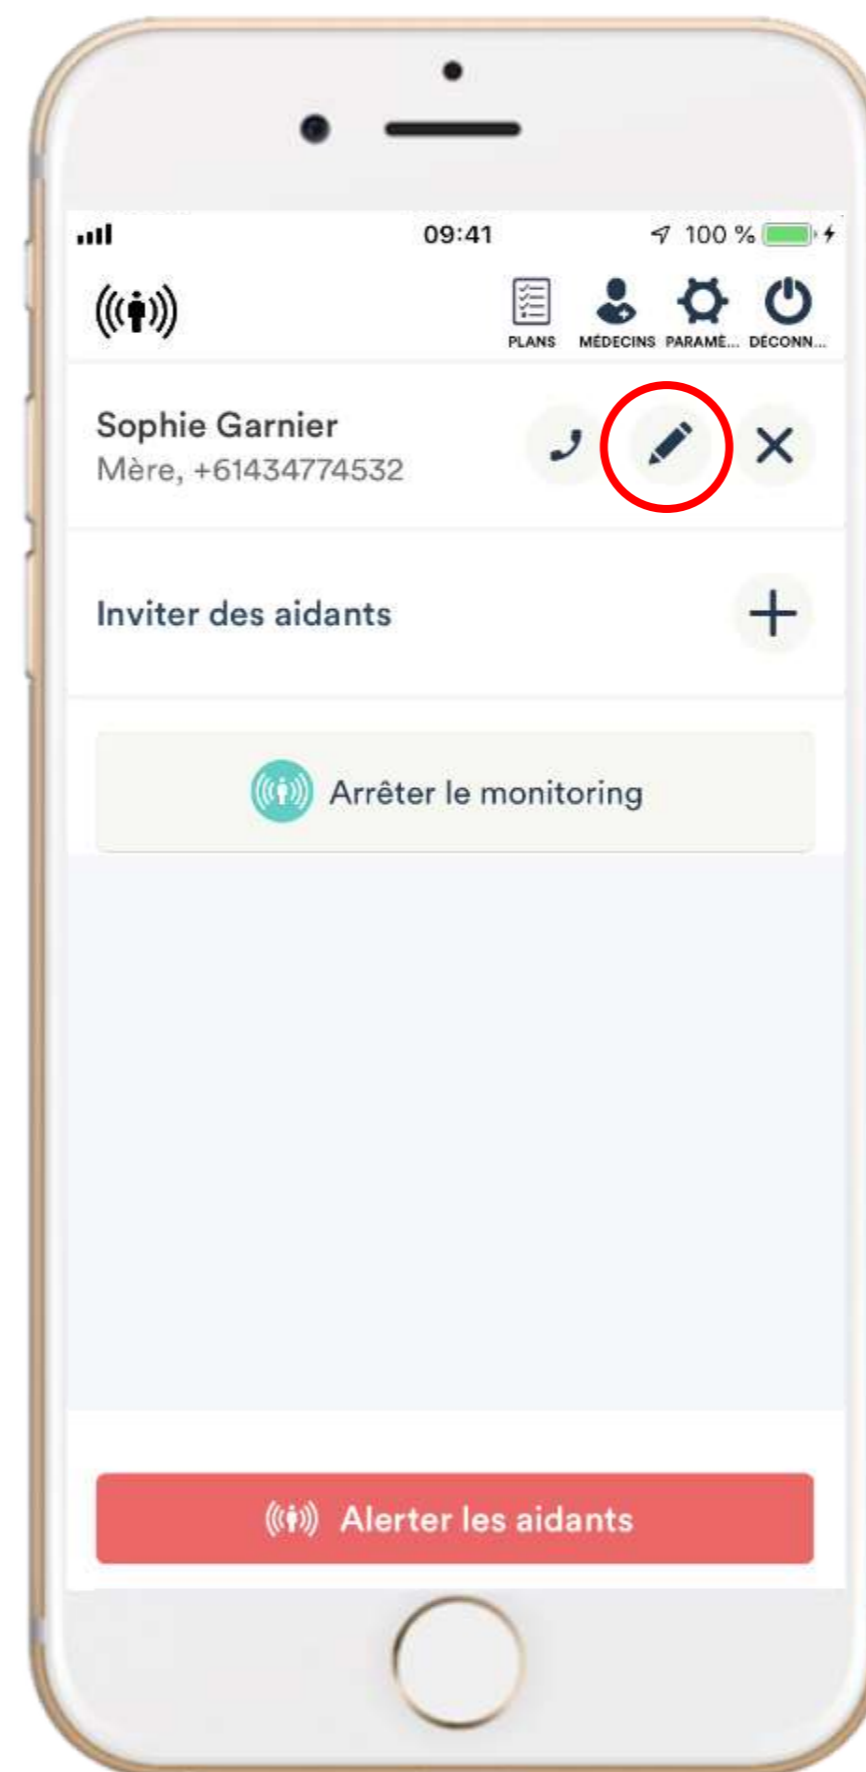 09:41
100 %
PLANS
MÉDECINS
PARAMÈ...
DÉCONN...
Sophie Garnier
Mère, +61434774532
Inviter des aidants
Arrêter le monitoring
Alerter les aidants